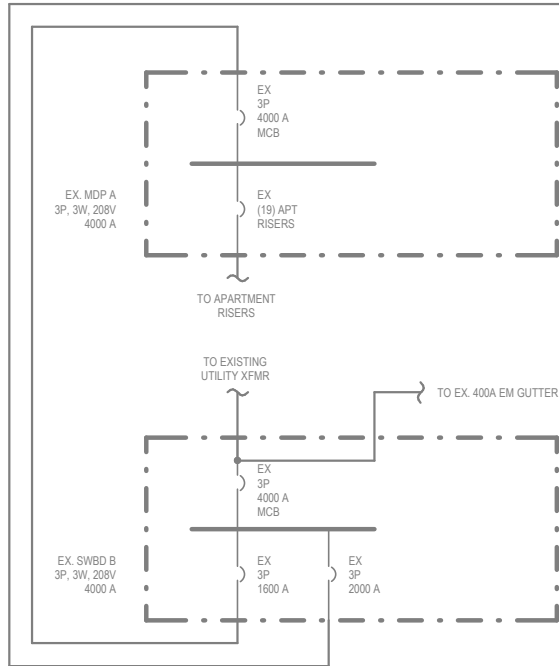 EX
3P
4000 A
MCB
EX. MDP A
3P, 3W, 208V
4000 A
EX
(19) APT
RISERS
TO APARTMENT
RISERS
TO EXISTING
UTILITY XFMR
TO EX. 400A EM GUTTER
EX
3P
4000 A
MCB
EX. SWBD B
3P, 3W, 208V
4000 A
EX
3P
1600 A
EX
3P
2000 A